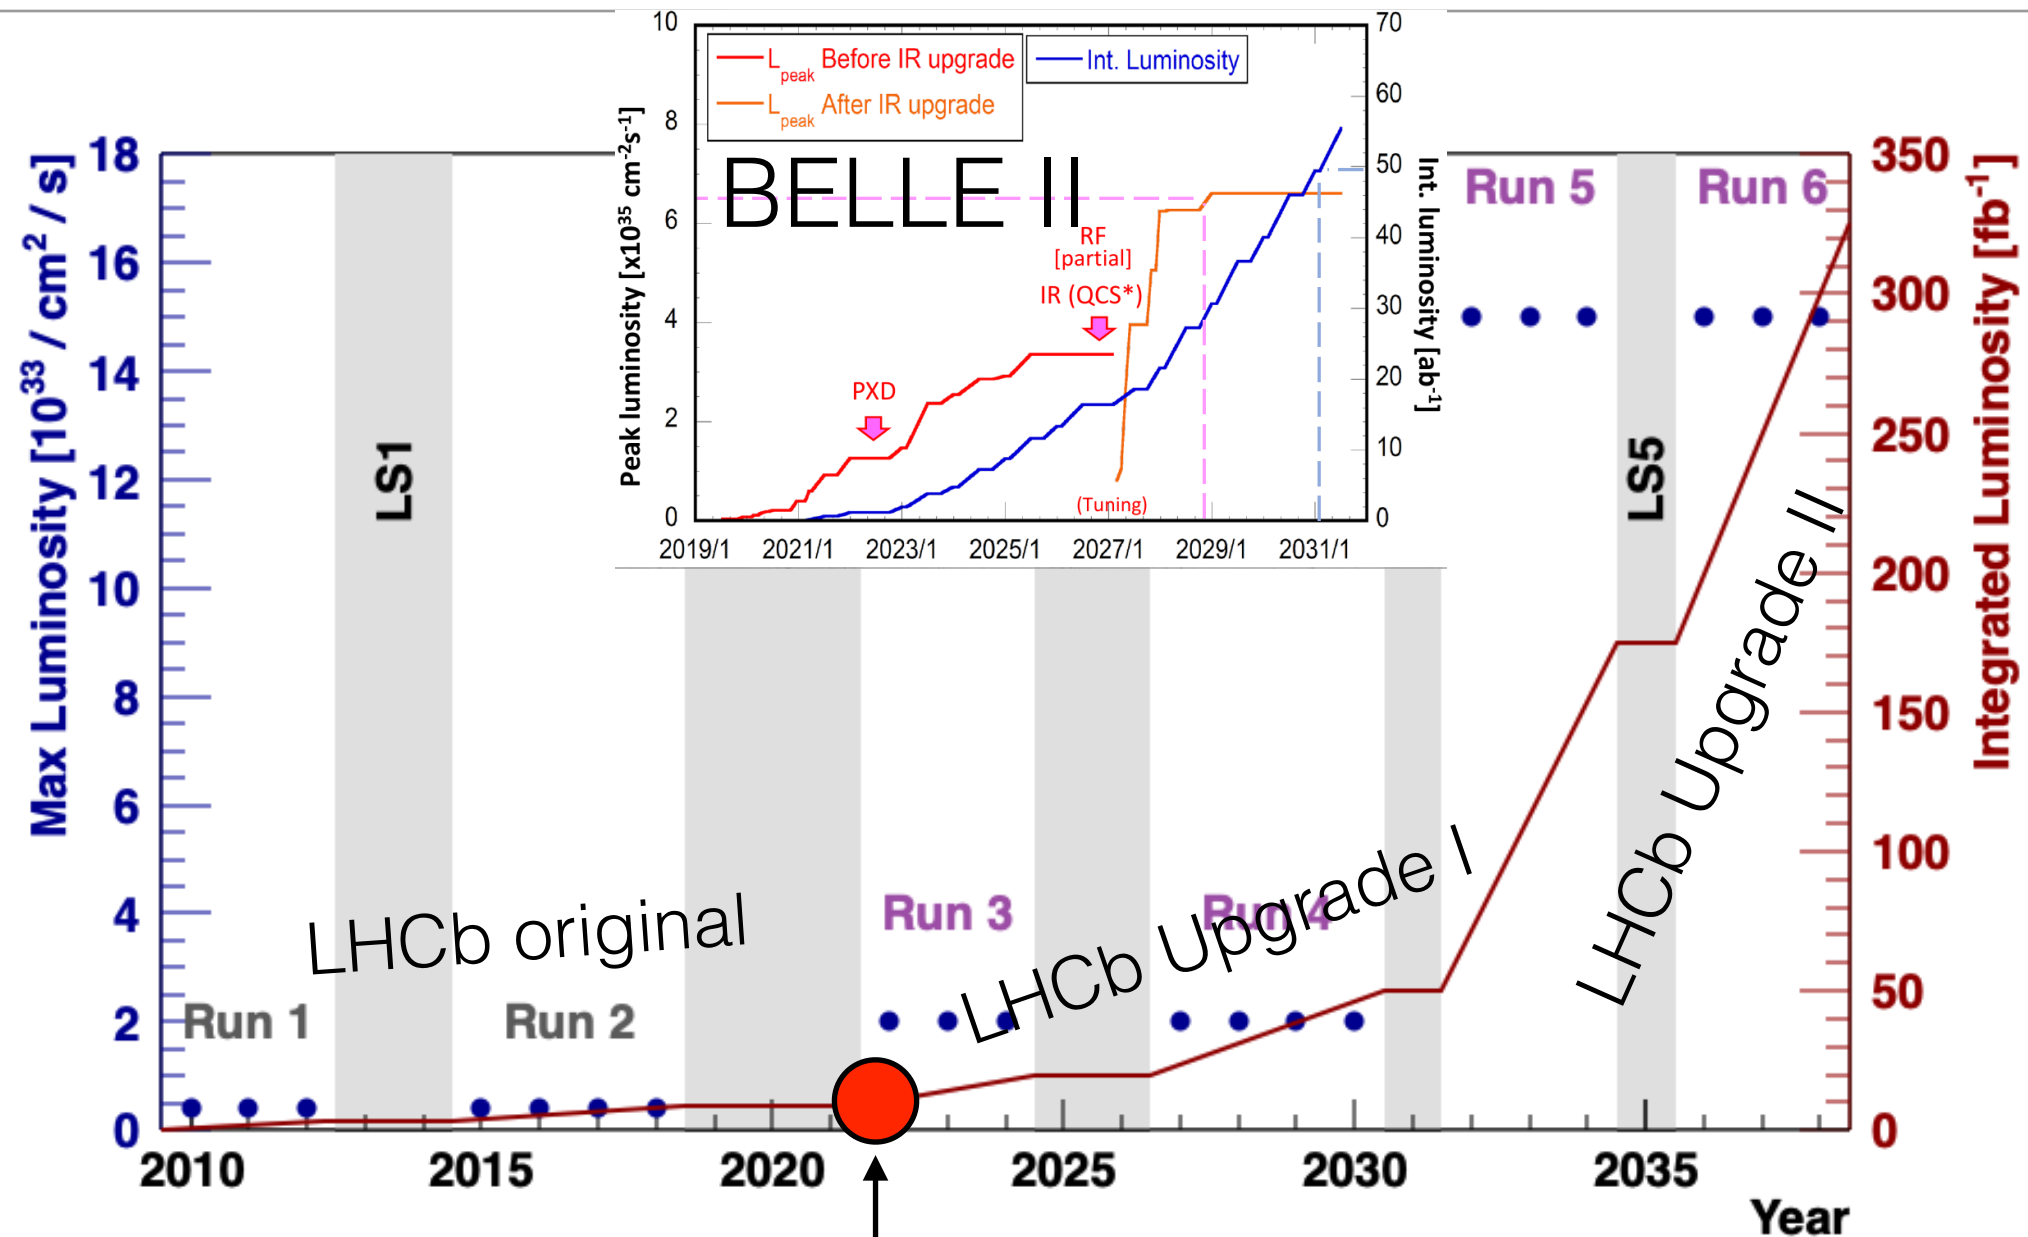 10
8
6
4
2
0
Peak luminosity [x10³⁵ cm⁻²s⁻¹]
L_peak Before IR upgrade
L_peak After IR upgrade
Int. Luminosity
BELLE II
RF
[partial]
IR (QCS*)
PXD
(Tuning)
70
60
50
40
30
20
10
0
Int. luminosity [ab⁻¹]
2019/1 2021/1 2023/1 2025/1 2027/1 2029/1 2031/1
Max Luminosity [10³³ / cm² / s]
18
16
14
12
10
8
6
4
2
0
LS1
LS5
Run 5
Run 6
LHCb original
Run 1
Run 2
Run 3
Run 4
LHCb Upgrade I
LHCb Upgrade II
350
300
250
200
150
100
50
0
Integrated Luminosity [fb⁻¹]
2010 2015 2020 2025 2030 2035
Year